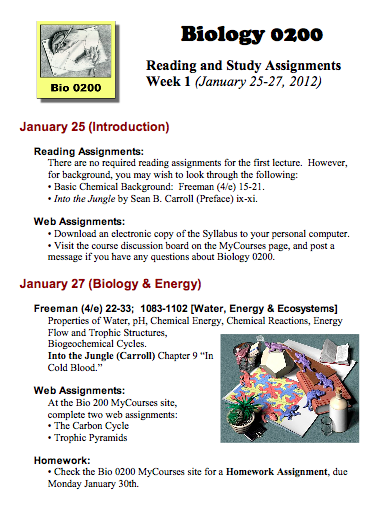 Biology 0200
Bio 0200
Reading and Study Assignments
Week 1 (January 25-27, 2012)
January 25 (Introduction)
Reading Assignments:
There are no required reading assignments for the first lecture. However,
for background, you may wish to look through the following:
• Basic Chemical Background: Freeman (4/e) 15-21.
• Into the Jungle by Sean B. Carroll (Preface) ix-xi.
Web Assignments:
• Download an electronic copy of the Syllabus to your personal computer.
• Visit the course discussion board on the MyCourses page, and post a
message if you have any questions about Biology 0200.
January 27 (Biology & Energy)
Freeman (4/e) 22-33; 1083-1102 [Water, Energy & Ecosystems]
Properties of Water, pH, Chemical Energy, Chemical Reactions, Energy
Flow and Trophic Structures,
Biogeochemical Cycles.
Into the Jungle (Carroll) Chapter 9 “In
Cold Blood.”
Web Assignments:
At the Bio 200 MyCourses site,
complete two web assignments:
• The Carbon Cycle
• Trophic Pyramids
Homework:
• Check the Bio 0200 MyCourses site for a Homework Assignment, due
Monday January 30th.